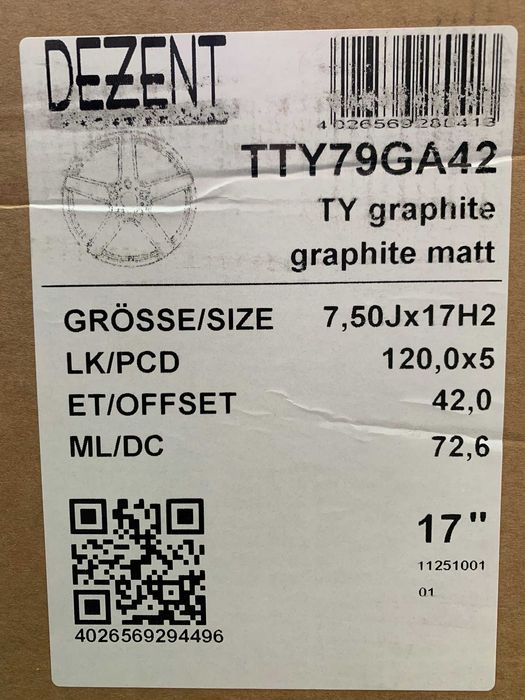 DEZENT
TTY79GA42
TY graphite
graphite matt
GRÖSSE/SIZE 7,50Jx17H2
LK/PCD 120,0x5
ET/OFFSET 42,0
ML/DC 72,6
17"
11251001
01
4026569294496